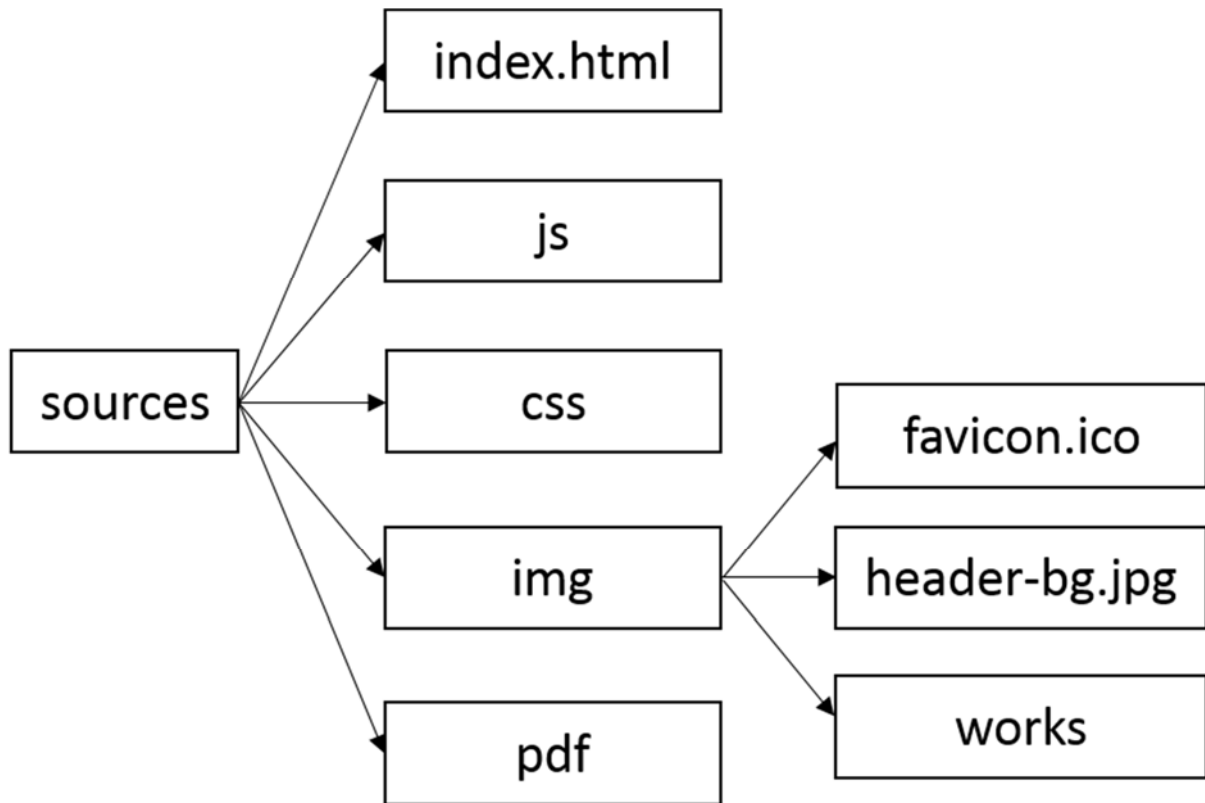 index.html
js
sources
css
favicon.ico
img
header-bg.jpg
pdf
works